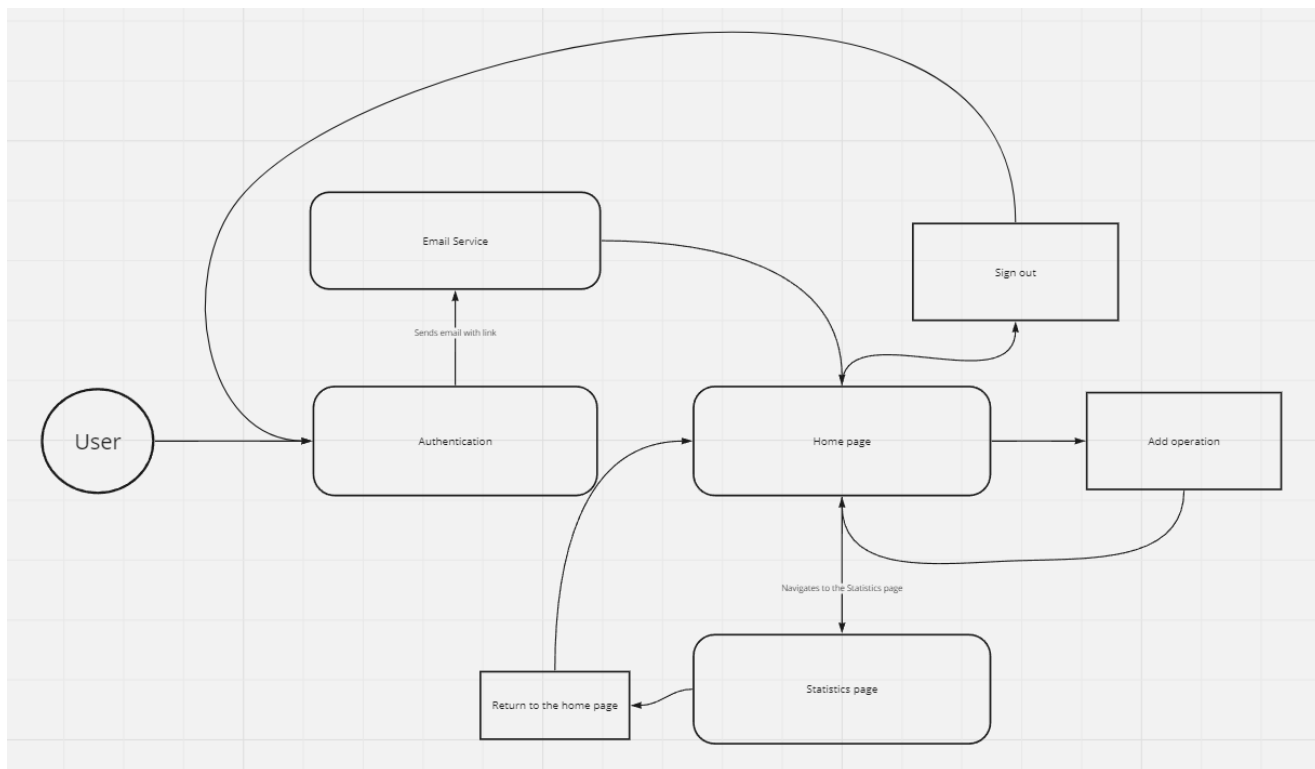 Email Service
Sign out
Sends email with link
User
Authentication
Home page
Add operation
Navigates to the Statistics page
Statistics page
Return to the home page